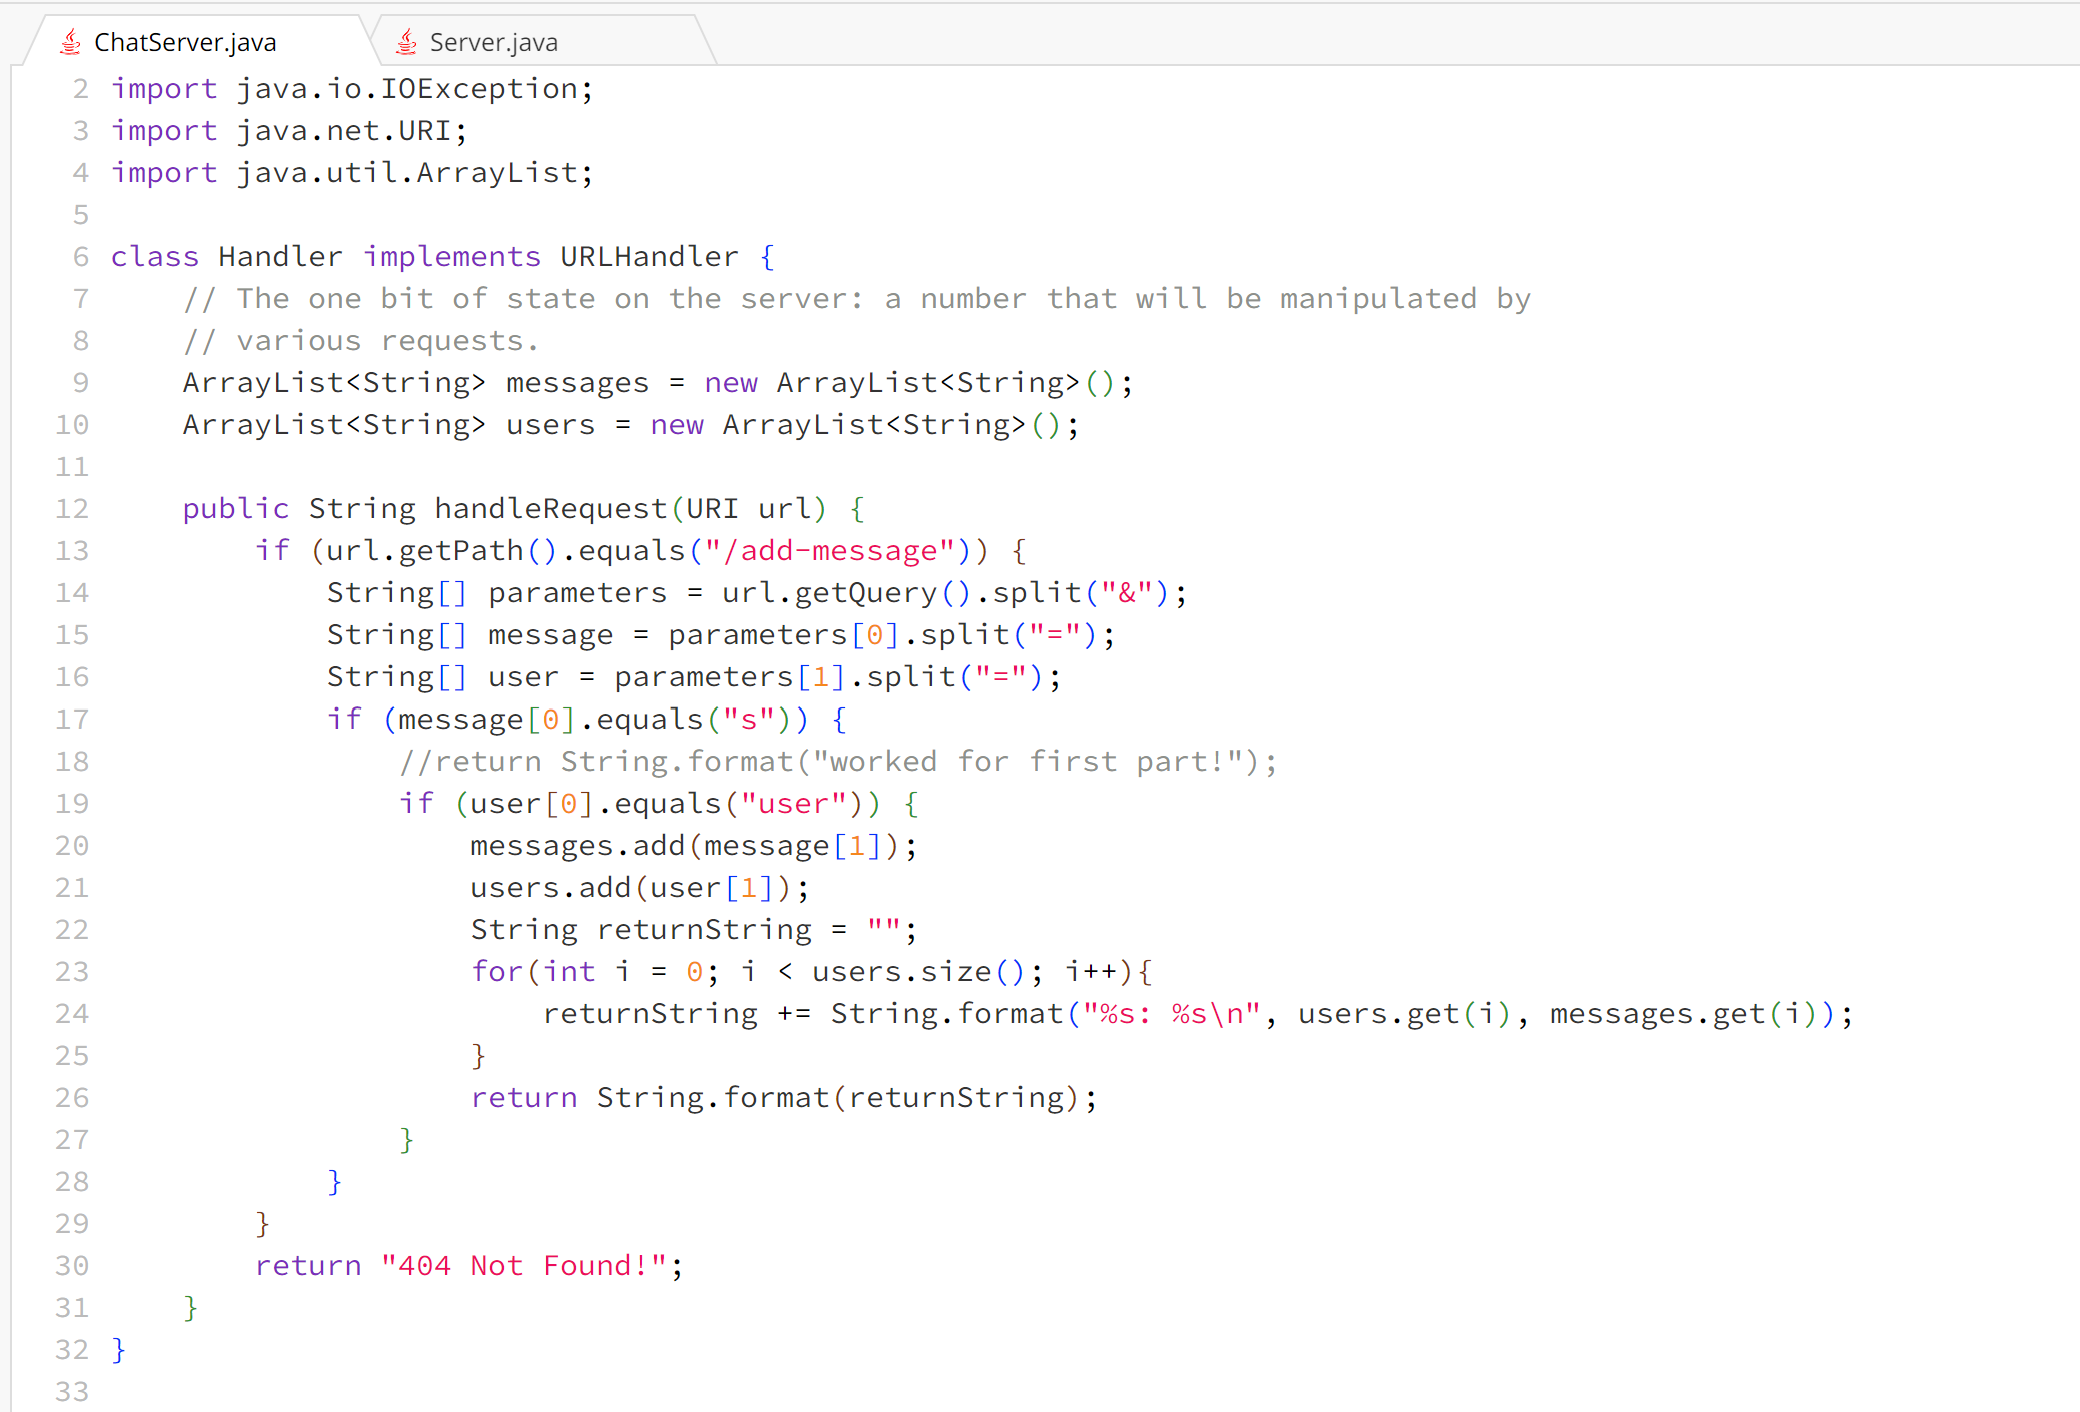 ChatServer.java Server.java
2 import java.io.IOException;
3 import java.net.URI;
4 import java.util.ArrayList;
5
6 class Handler implements URLHandler {
7     // The one bit of state on the server: a number that will be manipulated by
8     // various requests.
9     ArrayList<String> messages = new ArrayList<String>();
10     ArrayList<String> users = new ArrayList<String>();
11
12     public String handleRequest(URI url) {
13         if (url.getPath().equals("/add-message")) {
14             String[] parameters = url.getQuery().split("&");
15             String[] message = parameters[0].split("=");
16             String[] user = parameters[1].split("=");
17             if (message[0].equals("s")) {
18                 //return String.format("worked for first part!");
19                 if (user[0].equals("user")) {
20                     messages.add(message[1]);
21                     users.add(user[1]);
22                     String returnString = "";
23                     for(int i = 0; i < users.size(); i++){
24                         returnString += String.format("%s: %s\n", users.get(i), messages.get(i));
25                     }
26                     return String.format(returnString);
27                 }
28             }
29         }
30         return "404 Not Found!";
31     }
32 }
33